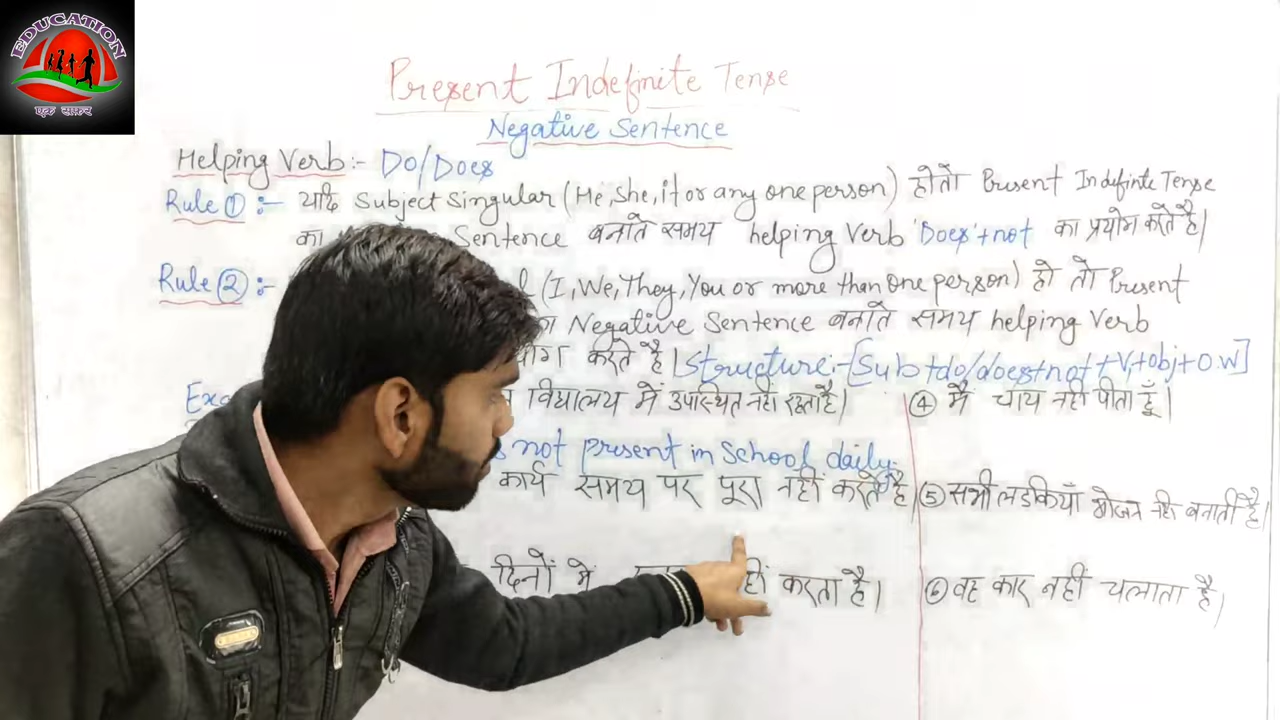 EDUCATION
एक सफ़र
Present Indefinite Tense
Negative Sentence
Helping Verb:- Do/Does
Rule ① :- यदि Subject Singular (He, She, it or any one person) हो तो Present Indefinite Tense
का Sentence बनाते समय helping Verb 'Does'+not का प्रयोग करते है।
Rule ② :- (I, We, They, You or more than one person) हो तो Present
Negative Sentence बनाते समय helping Verb
करते है। Structure:-[Sub+do/does+not+V₁+obj+O.W]
विद्यालय में उपस्थित नहीं रहता है। ④ मै चाय नही पीता हूँ।
not present in School daily.
कार्य समय पर पूरा नहीं करते है ⑤ सभी लडकियाँ भोजन नही बनाती है।
दिनों मे करता है। ⑥ वह कार नहीं चलाता है।